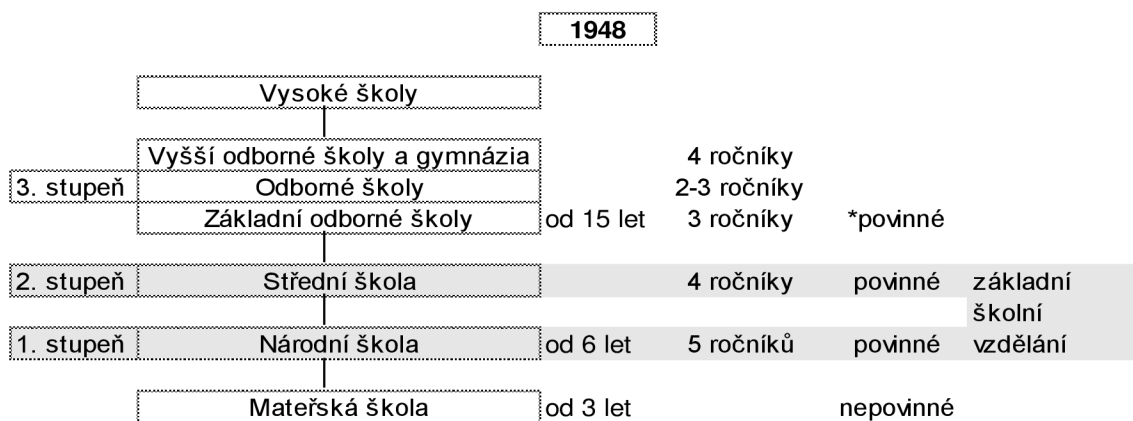 1948
Vysoké školy
Vyšší odborné školy a gymnázia 4 ročníky
3. stupeň Odborné školy 2-3 ročníky
Základní odborné školy od 15 let 3 ročníky *povinné
2. stupeň Střední škola 4 ročníky povinné základní
školní
1. stupeň Národní škola od 6 let 5 ročníků povinné vzdělání
Mateřská škola od 3 let nepovinné